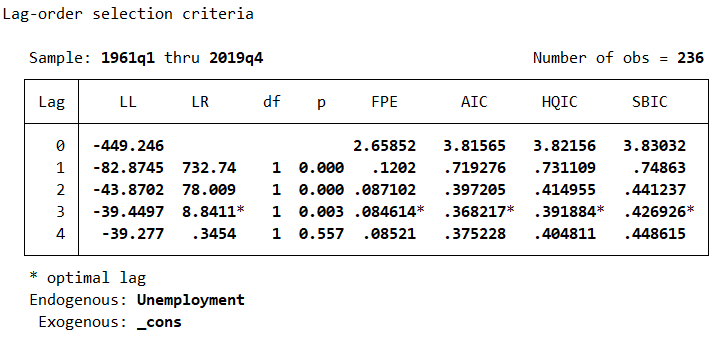 Lag-order selection criteria
Sample: 1961q1 thru 2019q4 Number of obs = 236
Lag LL LR df p FPE AIC HQIC SBIC
0 -449.246 2.65852 3.81565 3.82156 3.83032
1 -82.8745 732.74 1 0.000 .1202 .719276 .731109 .74863
2 -43.8702 78.009 1 0.000 .087102 .397205 .414955 .441237
3 -39.4497 8.8411* 1 0.003 .084614* .368217* .391884* .426926*
4 -39.277 .3454 1 0.557 .08521 .375228 .404811 .448615
* optimal lag
Endogenous: Unemployment
Exogenous: _cons